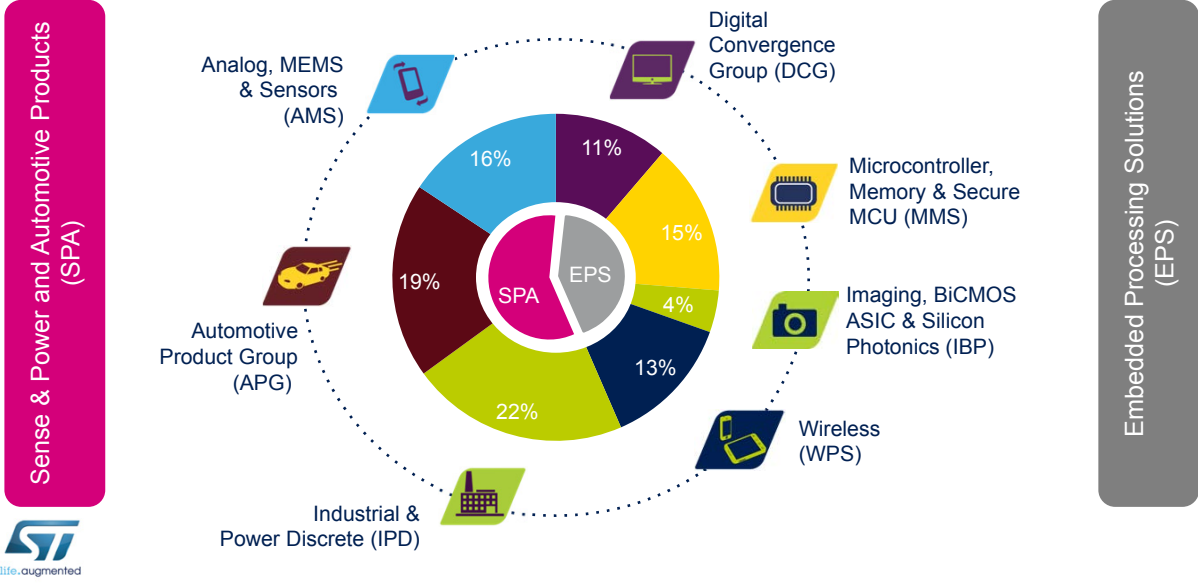 Sense & Power and Automotive Products
(SPA)
Analog, MEMS
& Sensors
(AMS)
Automotive
Product Group
(APG)
Industrial &
Power Discrete (IPD)
16%
11%
15%
4%
13%
22%
19%
SPA
EPS
Digital
Convergence
Group (DCG)
Microcontroller,
Memory & Secure
MCU (MMS)
Imaging, BiCMOS
ASIC & Silicon
Photonics (IBP)
Wireless
(WPS)
Embedded Processing Solutions
(EPS)
ST
life.augmented